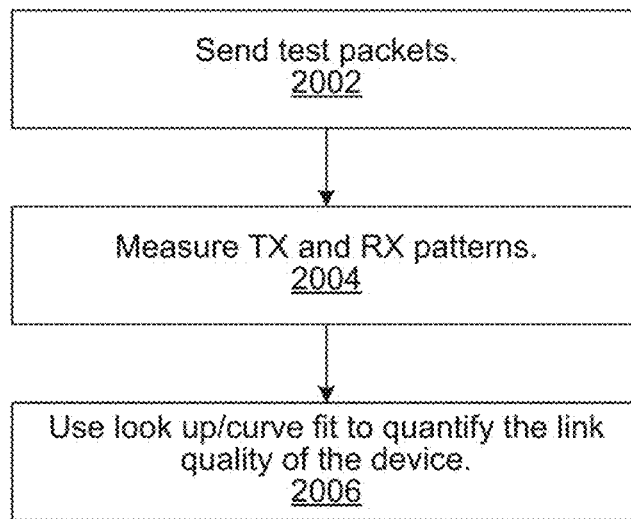 Send test packets.
2002
Measure TX and RX patterns.
2004
Use look up/curve fit to quantify the link
quality of the device.
2006